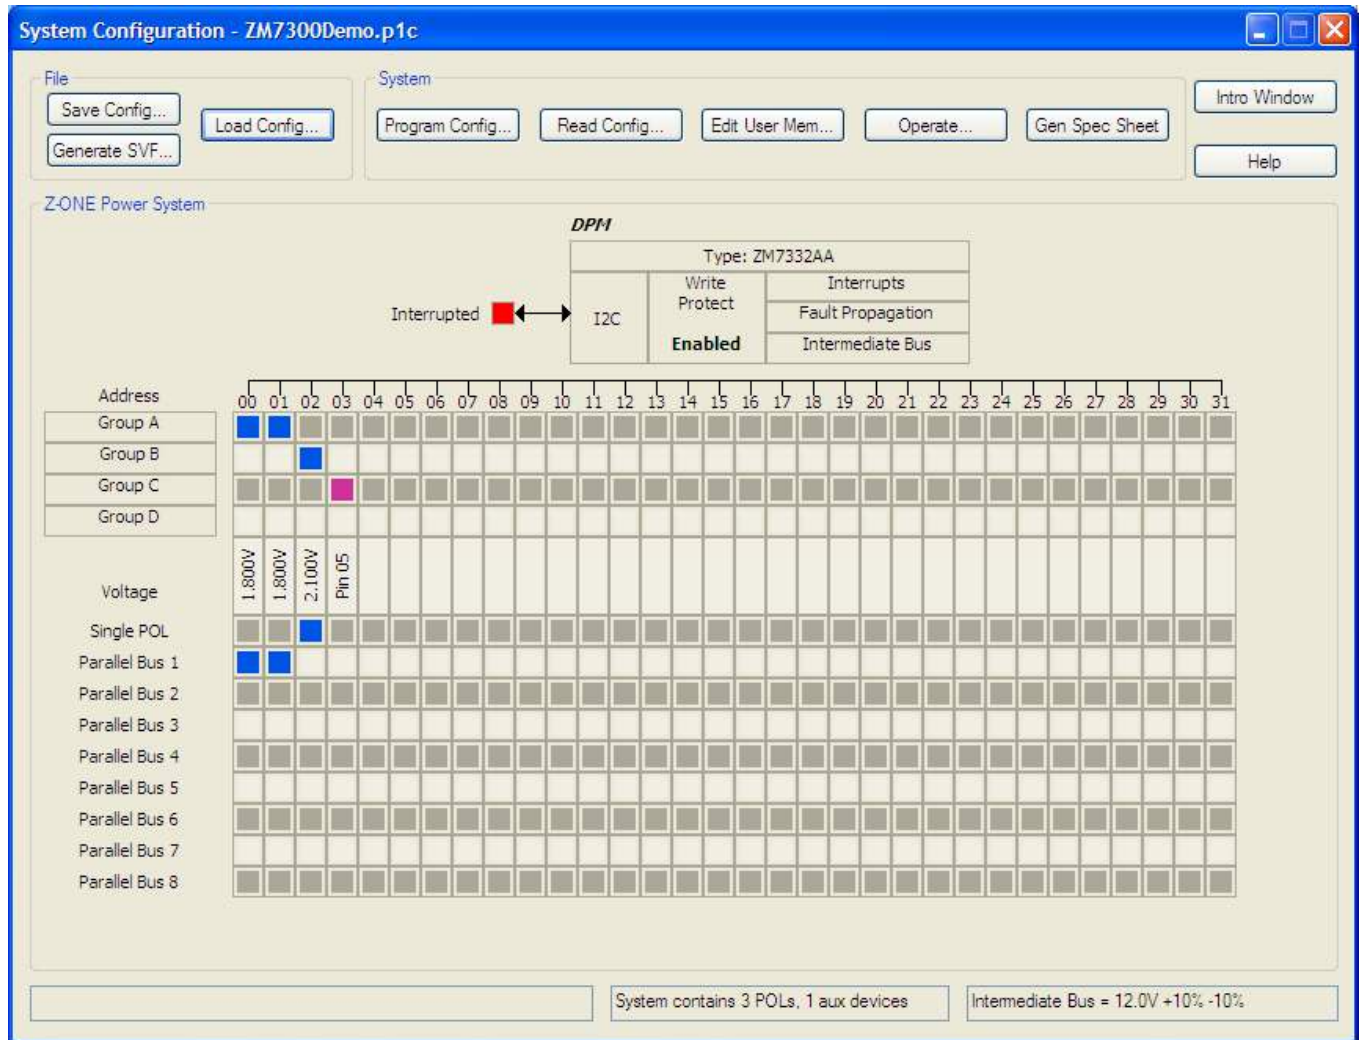 System Configuration - ZM7300Demo.p1c
File
System
Save Config...
Load Config...
Generate SVF...
Program Config...
Read Config...
Edit User Mem...
Operate...
Gen Spec Sheet
Intro Window
Help
Z-ONE Power System
DPM
Type: ZM7332AA
Interrupted
I2C
Write
Protect
Enabled
Interrupts
Fault Propagation
Intermediate Bus
Address
00 01 02 03 04 05 06 07 08 09 10 11 12 13 14 15 16 17 18 19 20 21 22 23 24 25 26 27 28 29 30 31
Group A
Group B
Group C
Group D
Voltage
1.800V
1.800V
2.100V
Pin 05
Single POL
Parallel Bus 1
Parallel Bus 2
Parallel Bus 3
Parallel Bus 4
Parallel Bus 5
Parallel Bus 6
Parallel Bus 7
Parallel Bus 8
System contains 3 POLs, 1 aux devices
Intermediate Bus = 12.0V +10% -10%